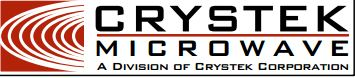 CRYSTEK
MICROWAVE
A DIVISION OF CRYSTEK CORPORATION